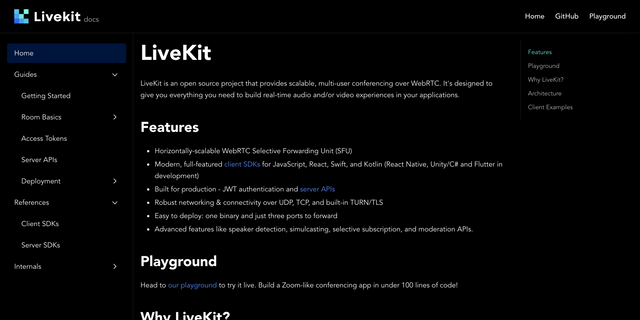 Livekit docs
Home GitHub Playground
Home
Guides
Getting Started
Room Basics
Access Tokens
Server APIs
Deployment
References
Client SDKs
Server SDKs
Internals
LiveKit
LiveKit is an open source project that provides scalable, multi-user conferencing over WebRTC. It's designed to
give you everything you need to build real-time audio and/or video experiences in your applications.
Features
Horizontally-scalable WebRTC Selective Forwarding Unit (SFU)
Modern, full-featured client SDKs for JavaScript, React, Swift, and Kotlin (React Native, Unity/C# and Flutter in
development)
Built for production - JWT authentication and server APIs
Robust networking & connectivity over UDP, TCP, and built-in TURN/TLS
Easy to deploy: one binary and just three ports to forward
Advanced features like speaker detection, simulcasting, selective subscription, and moderation APIs.
Playground
Head to our playground to try it live. Build a Zoom-like conferencing app in under 100 lines of code!
Why LiveKit?
Features
Playground
Why LiveKit?
Architecture
Client Examples